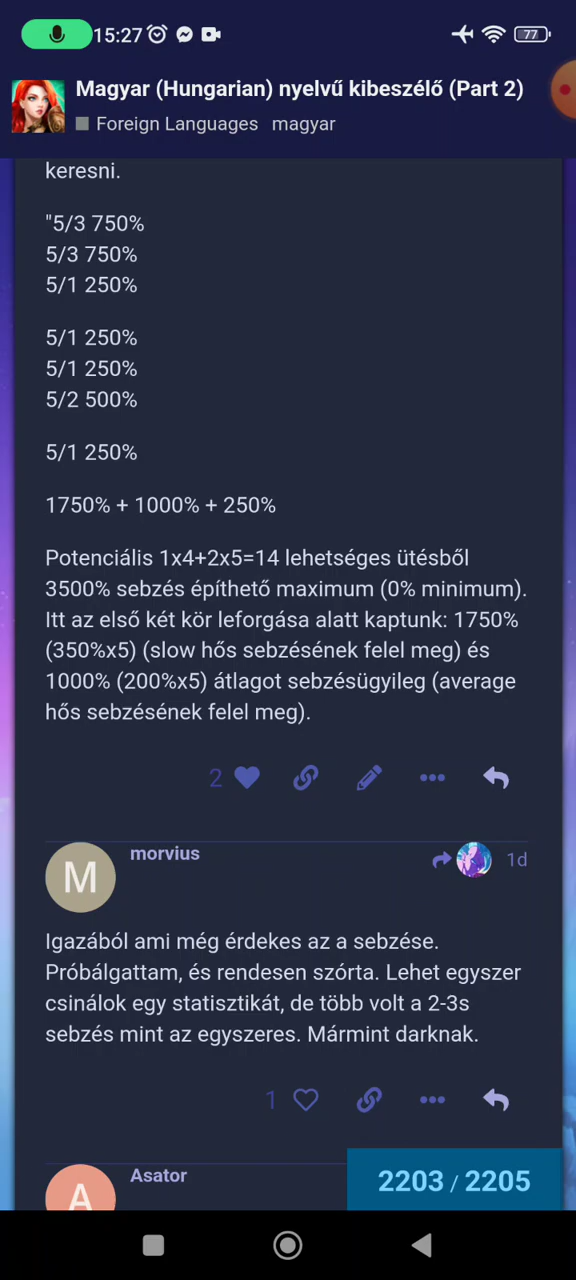 15:27
77
Magyar (Hungarian) nyelvű kibeszélő (Part 2)
Foreign Languages magyar
keresni.
"5/3 750%
5/3 750%
5/1 250%
5/1 250%
5/1 250%
5/2 500%
5/1 250%
1750% + 1000% + 250%
Potenciális 1x4+2x5=14 lehetséges ütésből
3500% sebzés építhető maximum (0% minimum).
Itt az első két kör leforgása alatt kaptunk: 1750%
(350%x5) (slow hős sebzésének felel meg) és
1000% (200%x5) átlagot sebzésügyileg (average
hős sebzésének felel meg).
2
M
morvius
1d
Igazából ami még érdekes az a sebzése.
Próbálgattam, és rendesen szórta. Lehet egyszer
csinálok egy statisztikát, de több volt a 2-3s
sebzés mint az egyszeres. Mármint darknak.
1
A
Asator
2203 / 2205